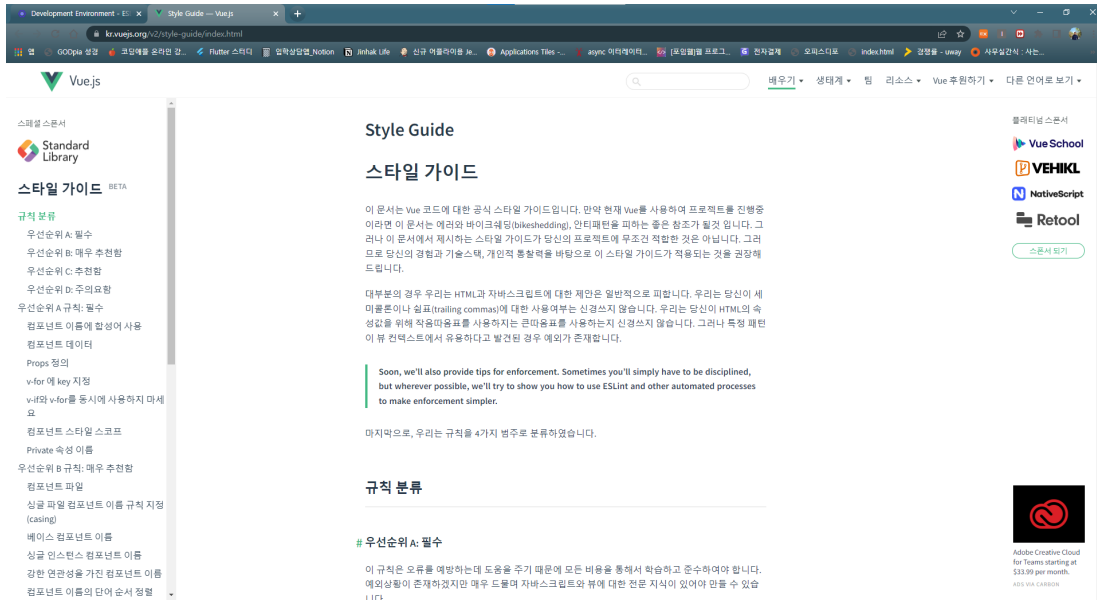 Development Environment - ES
Style Guide — Vue.js
kr.vuejs.org/v2/style-guide/index.html
앱
GODpia 성경
코딩애플 온라인 강...
Flutter 스터디
입학상담앱_Notion
Jinhak Life
신규 어플라이용 Je...
Applications Tiles -...
async 이터레이터...
[포임웹]웹 프로그...
전자결제
오피스디포
index.html
경쟁률 - uway
사무실간식 : 사는...
Vue.js
배우기
생태계
팀
리소스
Vue 후원하기
다른 언어로 보기
스페셜 스폰서
Standard
Library
스타일 가이드 BETA
규칙 분류
우선순위 A: 필수
우선순위 B: 매우 추천함
우선순위 C: 추천함
우선순위 D: 주의요함
우선순위 A 규칙: 필수
컴포넌트 이름에 합성어 사용
컴포넌트 데이터
Props 정의
v-for 에 key 지정
v-if와 v-for를 동시에 사용하지 마세
요
컴포넌트 스타일 스코프
Private 속성 이름
우선순위 B 규칙: 매우 추천함
컴포넌트 파일
싱글 파일 컴포넌트 이름 규칙 지정
(casing)
베이스 컴포넌트 이름
싱글 인스턴스 컴포넌트 이름
강한 연관성을 가진 컴포넌트 이름
컴포넌트 이름의 단어 순서 정렬
Style Guide
스타일 가이드
이 문서는 Vue 코드에 대한 공식 스타일 가이드입니다. 만약 현재 Vue를 사용하여 프로젝트를 진행중
이라면 이 문서는 에러와 바이크쉐딩(bikeshedding), 안티패턴을 피하는 좋은 참조가 될것 입니다. 그
러나 이 문서에서 제시하는 스타일 가이드가 당신의 프로젝트에 무조건 적합한 것은 아닙니다. 그러
므로 당신의 경험과 기술스택, 개인적 통찰력을 바탕으로 이 스타일 가이드가 적용되는 것을 권장해
드립니다.
대부분의 경우 우리는 HTML과 자바스크립트에 대한 제안은 일반적으로 피합니다. 우리는 당신이 세
미콜론이나 쉼표(trailing commas)에 대한 사용여부는 신경쓰지 않습니다. 우리는 당신이 HTML의 속
성값을 위해 작음따옴표를 사용하지는 큰따옴표를 사용하는지 신경쓰지 않습니다. 그러나 특정 패턴
이 뷰 컨텍스트에서 유용하다고 발견된 경우 예외가 존재합니다.
Soon, we'll also provide tips for enforcement. Sometimes you'll simply have to be disciplined,
but wherever possible, we'll try to show you how to use ESLint and other automated processes
to make enforcement simpler.
마지막으로, 우리는 규칙을 4가지 범주로 분류하였습니다.
규칙 분류
# 우선순위 A: 필수
이 규칙은 오류를 예방하는데 도움을 주기 때문에 모든 비용을 통해서 학습하고 준수하여야 합니다.
예외상황이 존재하겠지만 매우 드물며 자바스크립트와 뷰에 대한 전문 지식이 있어야 만들 수 있습
니다.
플래티넘 스폰서
Vue School
VEHIKL
NativeScript
Retool
스폰서 되기
Adobe Creative Cloud
for Teams starting at
$33.99 per month.
ADS VIA CARBON